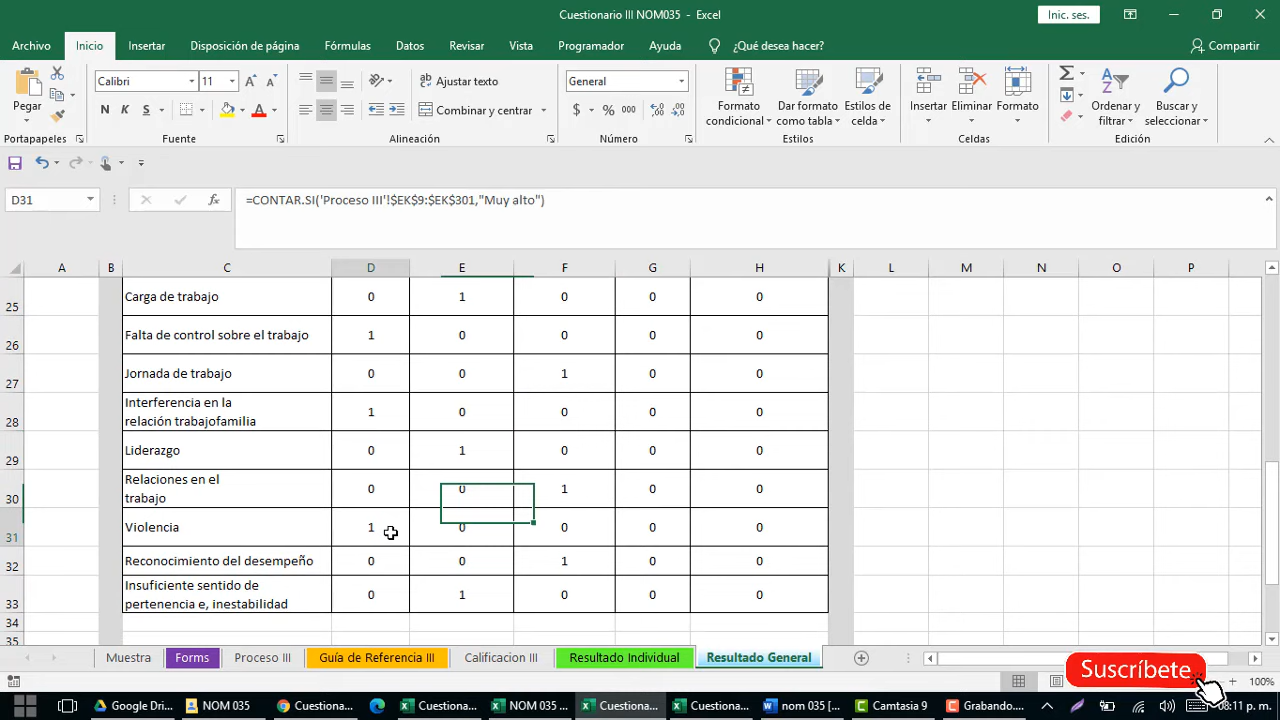 Cuestionario III NOM035 - Excel
Inic. ses.
Archivo Inicio Insertar Disposición de página Fórmulas Datos Revisar Vista Programador Ayuda ¿Qué desea hacer? Compartir
Pegar Calibri 11 Ajustar texto General
N K S A Combinar y centrar $ % 000
Formato condicional Dar formato como tabla Estilos de celda Insertar Eliminar Formato Ordenar y filtrar Buscar y seleccionar
Portapapeles Fuente Alineación Número Estilos Celdas Edición
D31 fx =CONTAR.SI('Proceso III'!$EK$9:$EK$301,"Muy alto")
A B C D E F G H K L M N O P
25 Carga de trabajo 0 1 0 0 0
26 Falta de control sobre el trabajo 1 0 0 0 0
27 Jornada de trabajo 0 0 1 0 0
28 Interferencia en la
relación trabajofamilia 1 0 0 0 0
29 Liderazgo 0 1 0 0 0
30 Relaciones en el
trabajo 0 0 1 0 0
31 Violencia 1 0 0 0 0
32 Reconocimiento del desempeño 0 0 1 0 0
33 Insuficiente sentido de
pertenencia e, inestabilidad 0 1 0 0 0
34
35
Muestra Forms Proceso III Guía de Referencia III Calificacion III Resultado Individual Resultado General
Suscríbete
100%
Google Dri... NOM 035 Cuestiona... Cuestiona... NOM 035 ... Cuestiona... Cuestiona... nom 035 [... Camtasia 9 Grabando.... 08:11 p. m.